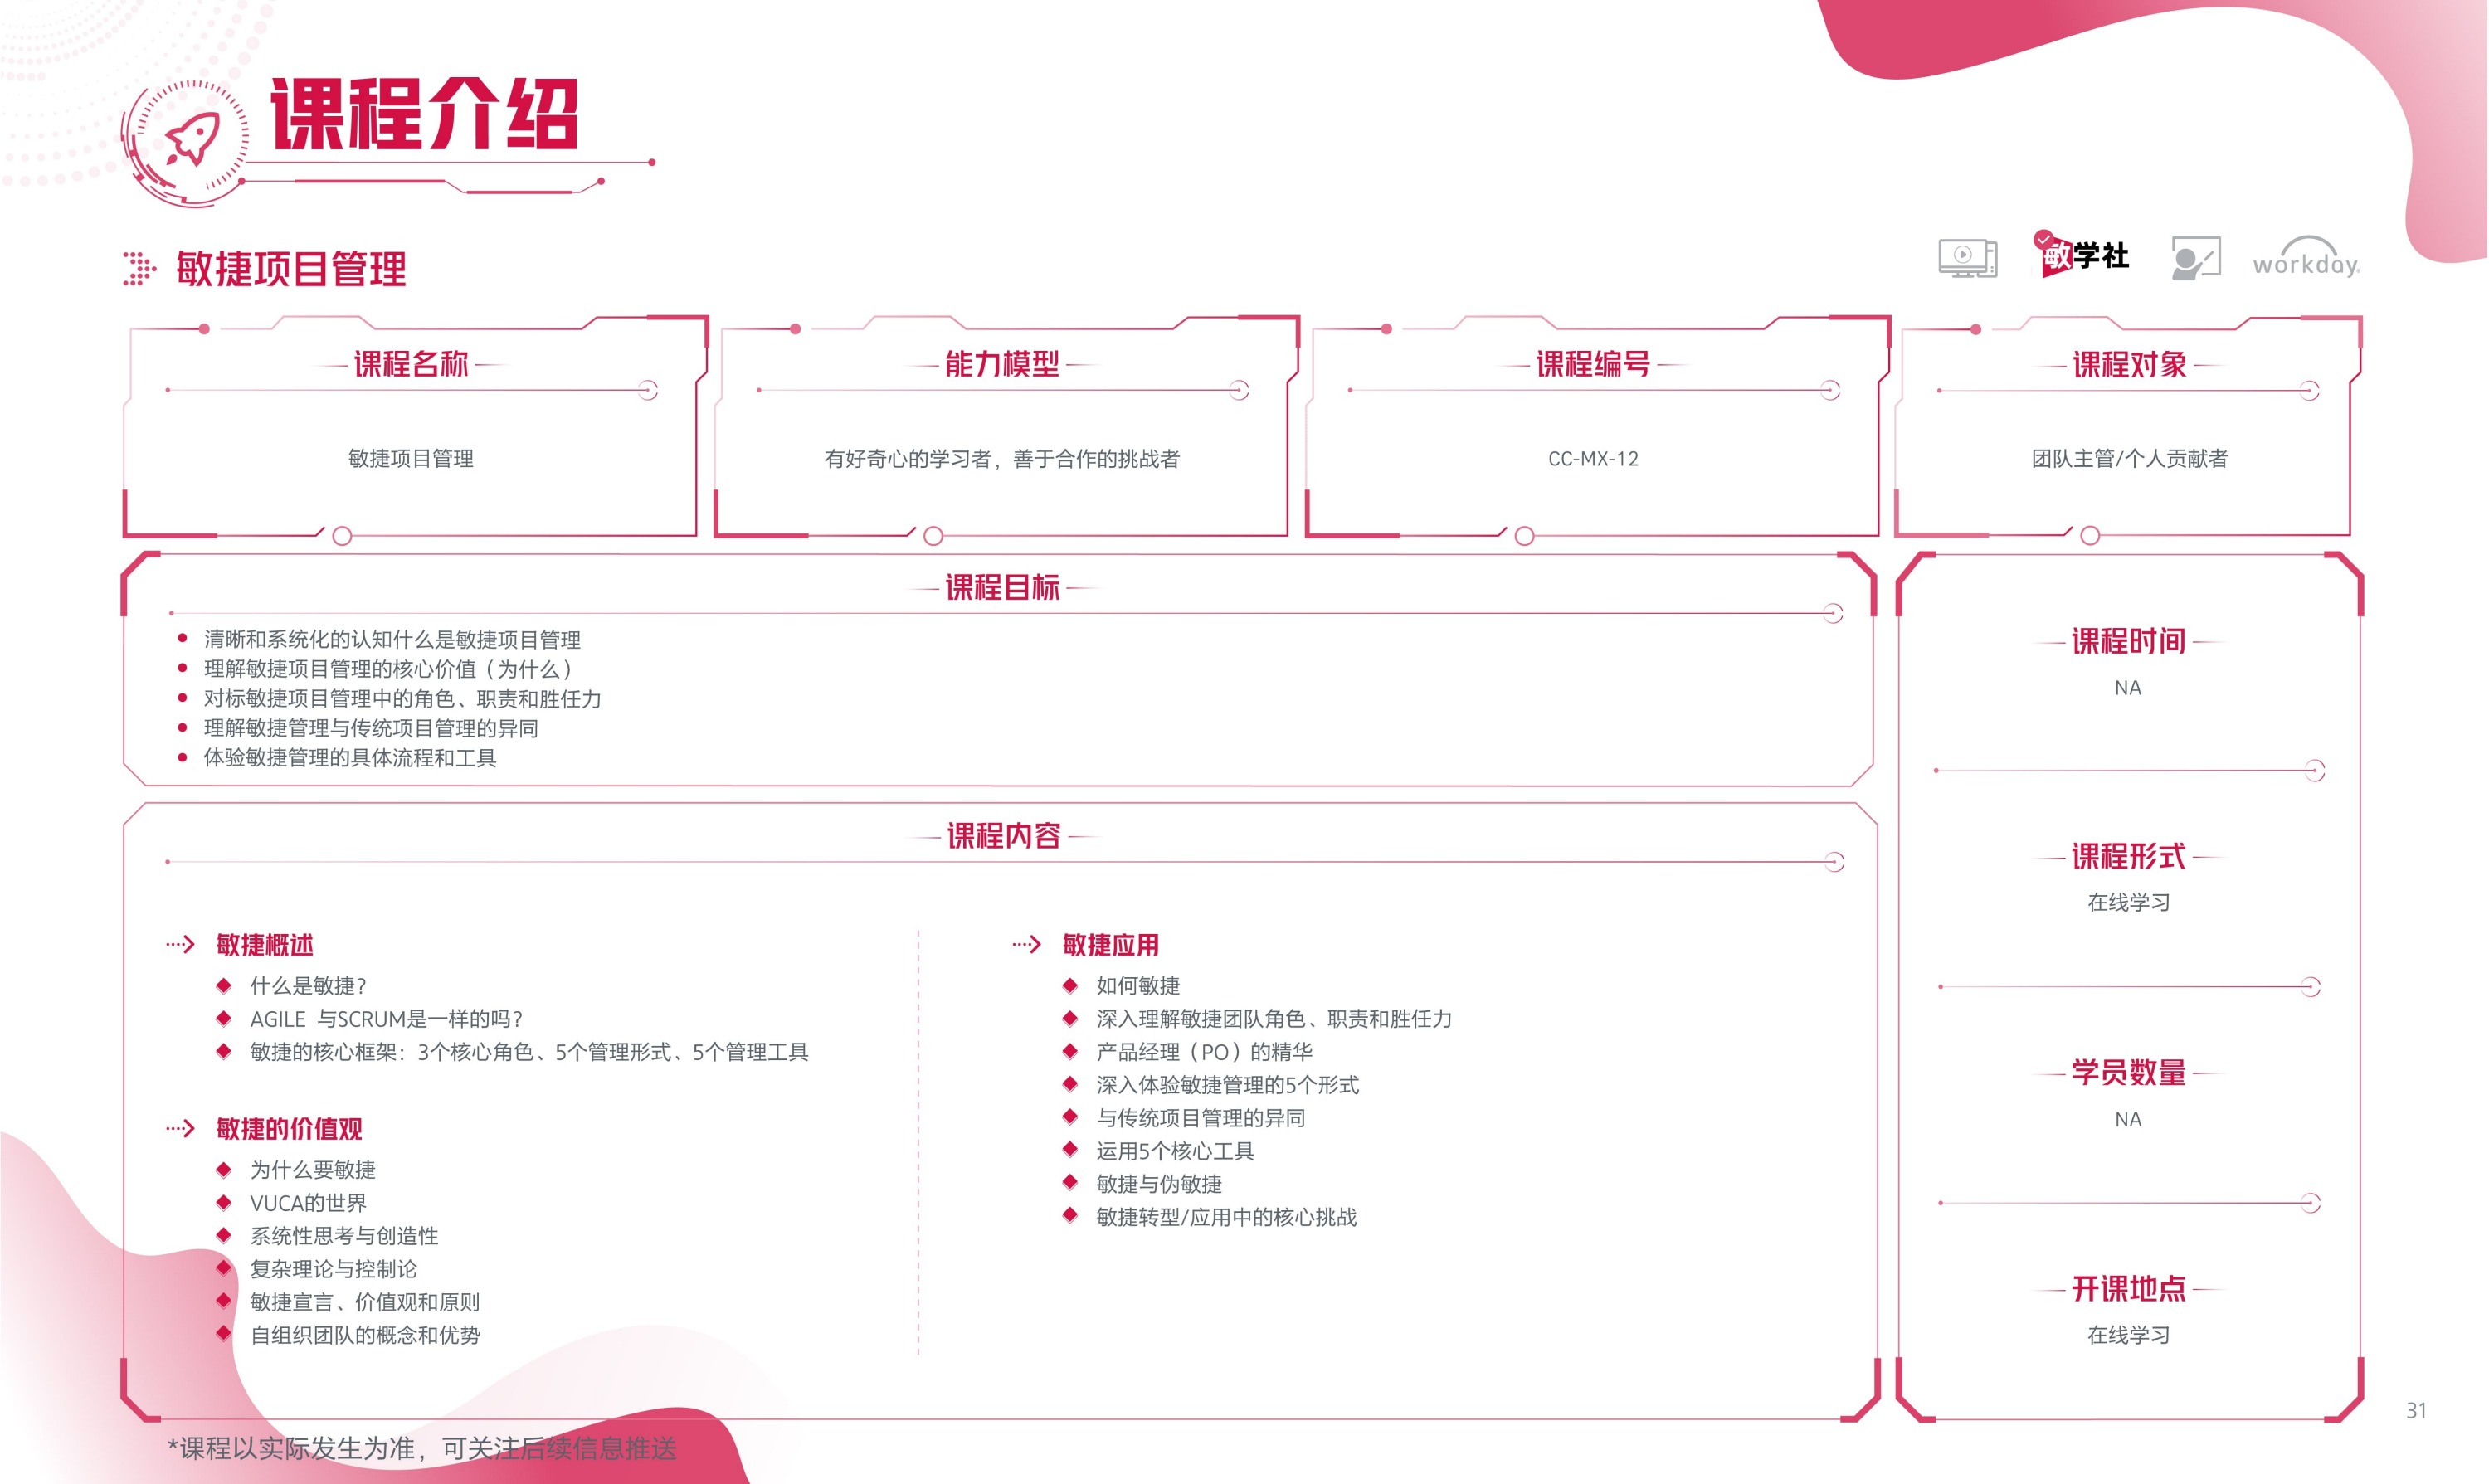 课程介绍
敏捷项目管理
敏学社
workday.
课程名称
敏捷项目管理
能力模型
有好奇心的学习者，善于合作的挑战者
课程编号
CC-MX-12
课程对象
团队主管/个人贡献者
课程目标
清晰和系统化的认知什么是敏捷项目管理
理解敏捷项目管理的核心价值（为什么）
对标敏捷项目管理中的角色、职责和胜任力
理解敏捷管理与传统项目管理的异同
体验敏捷管理的具体流程和工具
课程内容
敏捷概述
什么是敏捷？
AGILE 与SCRUM是一样的吗？
敏捷的核心框架：3个核心角色、5个管理形式、5个管理工具
敏捷的价值观
为什么要敏捷
VUCA的世界
系统性思考与创造性
复杂理论与控制论
敏捷宣言、价值观和原则
自组织团队的概念和优势
敏捷应用
如何敏捷
深入理解敏捷团队角色、职责和胜任力
产品经理（PO）的精华
深入体验敏捷管理的5个形式
与传统项目管理的异同
运用5个核心工具
敏捷与伪敏捷
敏捷转型/应用中的核心挑战
课程时间
NA
课程形式
在线学习
学员数量
NA
开课地点
在线学习
31
*课程以实际发生为准，可关注后续信息推送